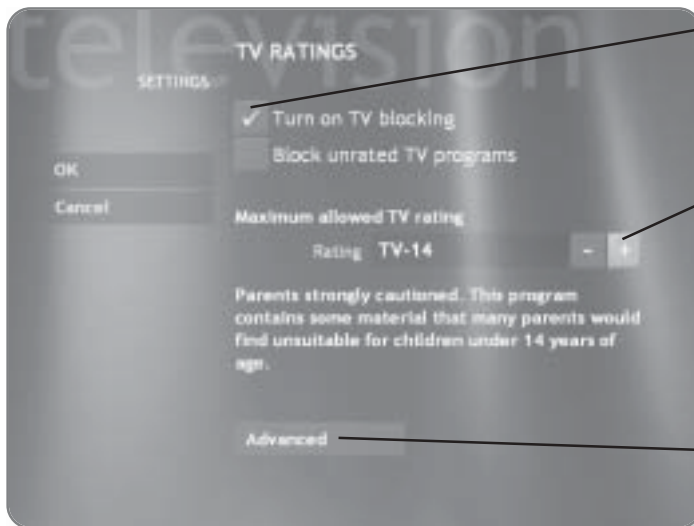 television
TV RATINGS
SETTINGS
Turn on TV blocking
Block unrated TV programs
OK
Cancel
Maximum allowed TV rating
Rating TV-14 - +
Parents strongly cautioned. This program
contains some material that many parents would
find unsuitable for children under 14 years of
age.
Advanced